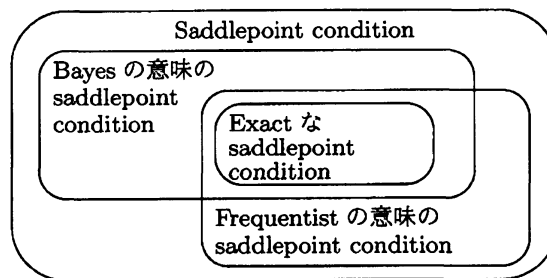 Saddlepoint condition
Bayes の意味の
saddlepoint
condition
Exact な
saddlepoint
condition
Frequentist の意味の
saddlepoint condition